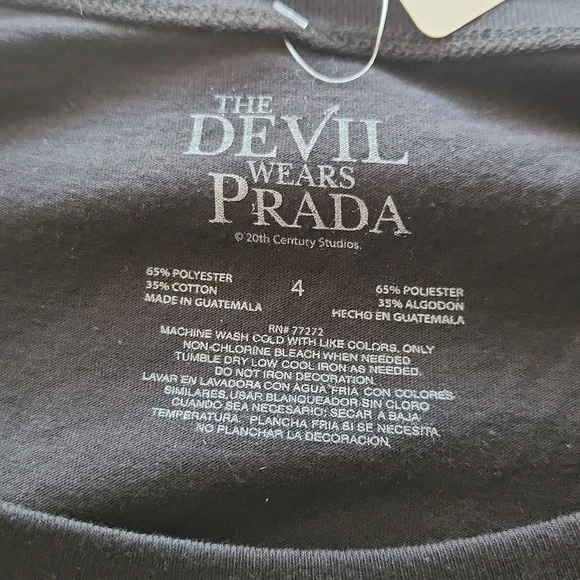 THE
DEVIL
WEARS
PRADA
© 20th Century Studios.
65% POLYESTER
35% COTTON
MADE IN GUATEMALA
4
65% POLIESTER
35% ALGODON
HECHO EN GUATEMALA
RN# 77272
MACHINE WASH COLD WITH LIKE COLORS. ONLY
NON-CHLORINE BLEACH WHEN NEEDED.
TUMBLE DRY LOW COOL IRON AS NEEDED.
DO NOT IRON DECORATION.
LAVAR EN LAVADORA CON AGUA FRIA CON COLORES
SIMILARES, USAR BLANQUEADOR SIN CLORO
CUANDO SEA NECESARIO; SECAR A BAJA
TEMPERATURA. PLANCHA FRIA SI SE NECESITA.
NO PLANCHAR LA DECORACION.